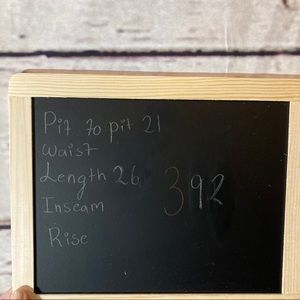 Pit to pit 21
Waist
Length 26
392
Inseam
Rise